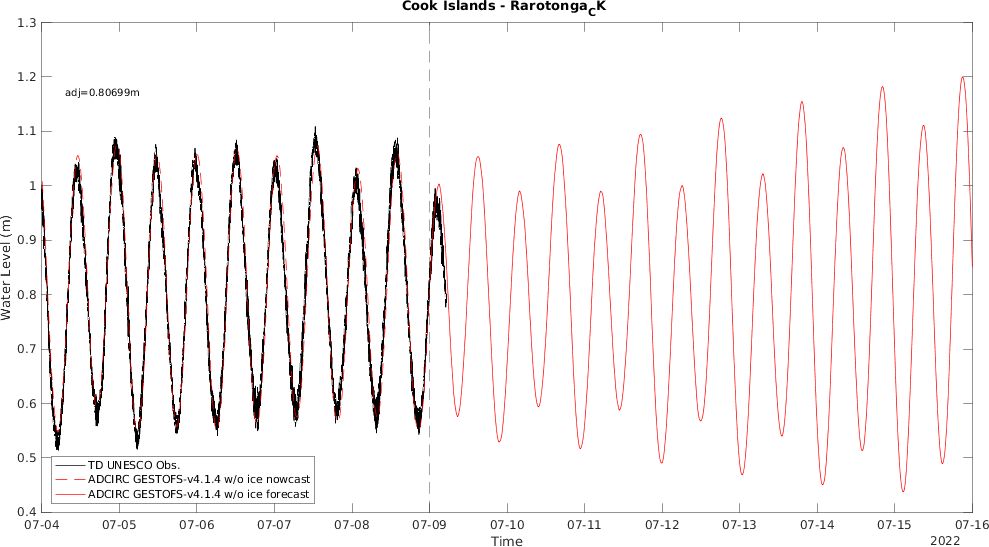 Cook Islands - Rarotonga_CK
1.3
1.2
1.1
1
0.9
0.8
0.7
0.6
0.5
0.4
Water Level (m)
adj=0.80699m
TD UNESCO Obs.
ADCIRC GESTOFS-v4.1.4 w/o ice nowcast
ADCIRC GESTOFS-v4.1.4 w/o ice forecast
07-04 07-05 07-06 07-07 07-08 07-09 07-10 07-11 07-12 07-13 07-14 07-15 07-16
Time
2022